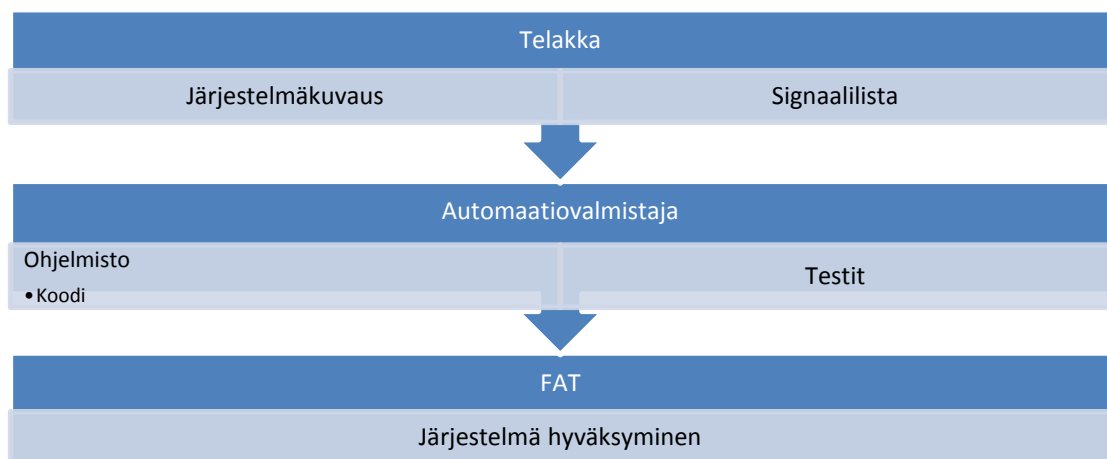 Telakka
Järjestelmäkuvaus
Signaalilista
Automaatiovalmistaja
Ohjelmisto
•Koodi
Testit
FAT
Järjestelmä hyväksyminen